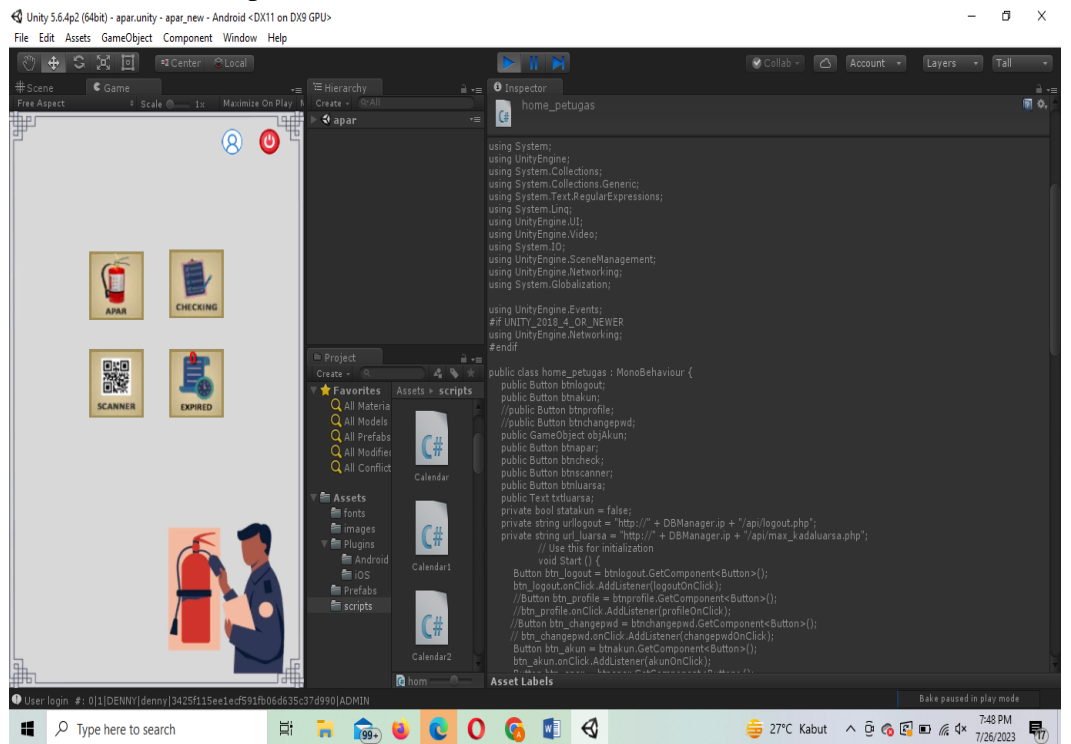 Unity 5.6.4p2 (64bit) - apar.unity - apar_new - Android <DX11 on DX9 GPU>
File Edit Assets GameObject Component Window Help
Center Local
Collab Account Layers Tall
Scene Game
Free Aspect Scale 1x Maximize On Play
APAR
CHECKING
SCANNER
0
EXPIRED
Hierarchy
Create All
apar
Project
Create
Favorites
All Materia
All Models
All Prefabs
All Modified
All Conflict
Assets
fonts
images
Plugins
Android
iOS
Prefabs
scripts
Assets scripts
C#
Calendar
C#
Calendar1
C#
Calendar2
hom
Inspector
home_petugas
C#
using System;
using UnityEngine;
using System.Collections;
using System.Collections.Generic;
using System.Text.RegularExpressions;
using System.Linq;
using UnityEngine.UI;
using UnityEngine.Video;
using System.IO;
using UnityEngine.SceneManagement;
using UnityEngine.Networking;
using System.Globalization;
using UnityEngine.Events;
#if UNITY_2018_4_OR_NEWER
using UnityEngine.Networking;
#endif
public class home_petugas : MonoBehaviour {
public Button btnlogout;
public Button btnakun;
//public Button btnprofile;
//public Button btnchangepwd;
public GameObject objAkun;
public Button btnapar;
public Button btncheck;
public Button btnscanner;
public Button btnluarsa;
public Text txtluarsa;
private bool statakun = false;
private string urllogout = "http://" + DBManager.ip + "/api/logout.php";
private string url_luarsa = "http://" + DBManager.ip + "/api/max_kadaluarsa.php";
// Use this for initialization
void Start () {
Button btn_logout = btnlogout.GetComponent<Button>();
btn_logout.onClick.AddListener(logoutOnClick);
//Button btn_profile = btnprofile.GetComponent<Button>();
//btn_profile.onClick.AddListener(profileOnClick);
//Button btn_changepwd = btnchangepwd.GetComponent<Button>();
// btn_changepwd.onClick.AddListener(changepwdOnClick);
Button btn_akun = btnakun.GetComponent<Button>();
btn_akun.onClick.AddListener(akunOnClick);
Asset Labels
User login #: 0|1|DENNY|denny|3425f115ee1ecf591fb06d635c37d990|ADMIN
Bake paused in play mode
Type here to search
99+
27°C Kabut
7:48 PM
7/26/2023
17